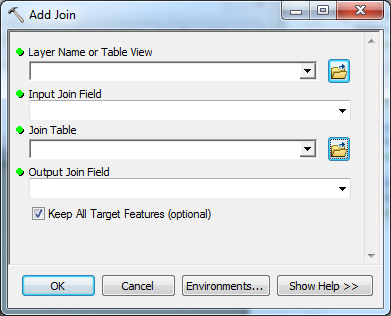 Add Join
Layer Name or Table View
Input Join Field
Join Table
Output Join Field
Keep All Target Features (optional)
OK Cancel Environments... Show Help >>